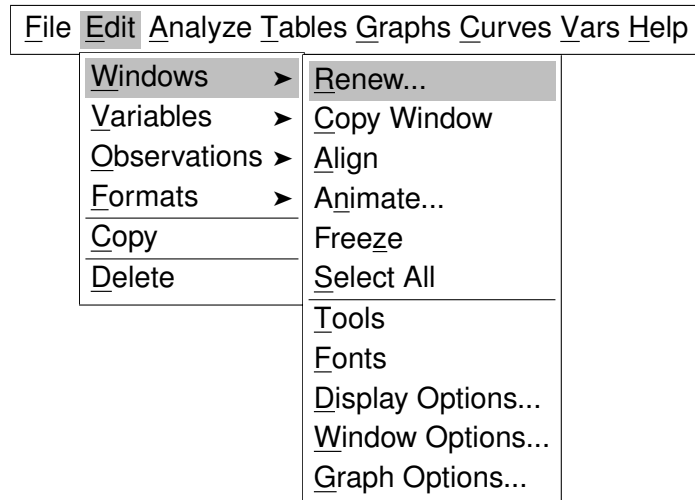 File Edit Analyze Tables Graphs Curves Vars Help
Windows ➤
Variables ➤
Observations ➤
Formats ➤
Copy
Delete
Renew...
Copy Window
Align
Animate...
Freeze
Select All
Tools
Fonts
Display Options...
Window Options...
Graph Options...